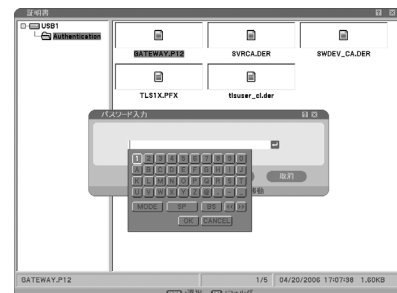 証明書
USB1
Authentication
GATEWAY.P12
SVRCA.DER
SWDEV_CA.DER
TLS1X.PFX
tlsuser_cl.der
パスワード入力
1 2 3 4 5 6 7 8 9 0
A B C D E F G H I J
K L M N O P Q R S T
U V W X Y Z @ . - _
MODE SP BS << >>
OK CANCEL
取消
移動
GATEWAY.P12
1/5 04/20/2006 17:07:38 1.60KB